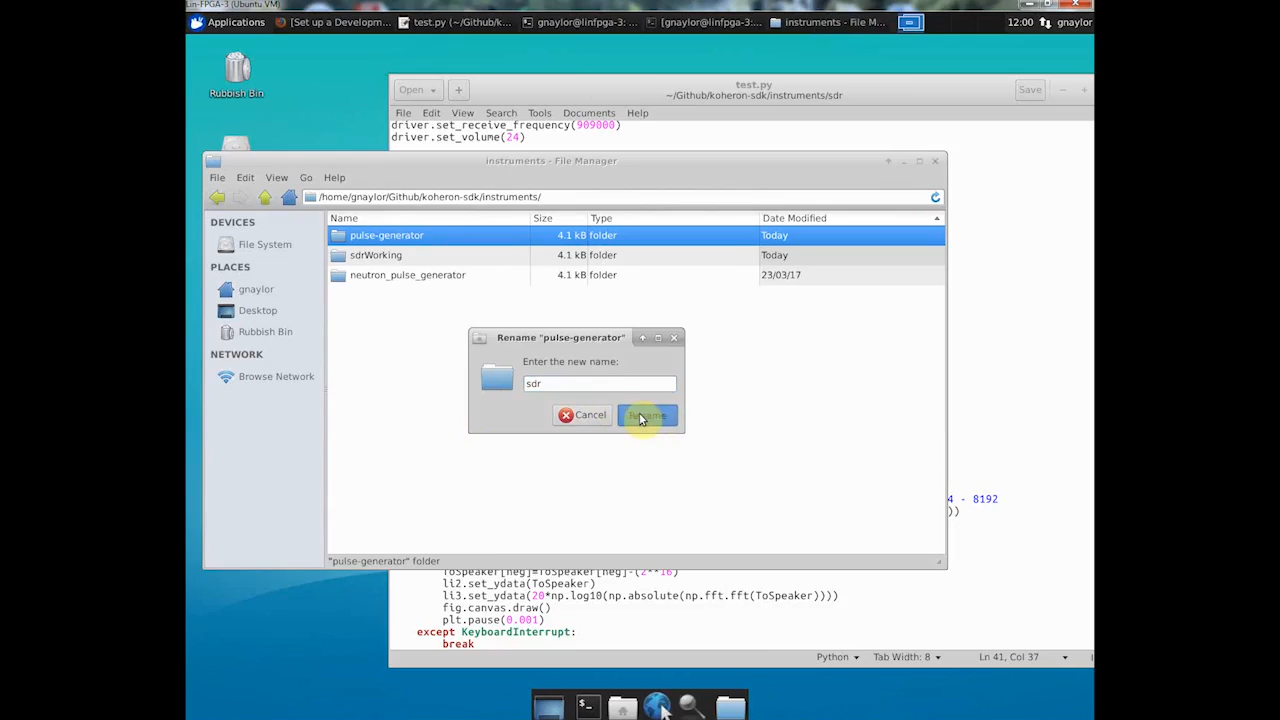 Lin-FPGA-3 (Ubuntu VM)
Applications
[Set up a Developm...
test.py (~/Github/k...
gnaylor@linfpga-3: ...
[gnaylor@linfpga-3:...
instruments - File M...
12:00
gnaylor
Rubbish Bin
Open
test.py
~/Github/koheron-sdk/instruments/sdr
Save
File Edit View Search Tools Documents Help
driver.set_receive_frequency(909000)
driver.set_volume(24)
instruments - File Manager
File Edit View Go Help
/home/gnaylor/Github/koheron-sdk/instruments/
DEVICES
File System
PLACES
gnaylor
Desktop
Rubbish Bin
NETWORK
Browse Network
Name Size Type Date Modified
pulse-generator 4.1 kB folder Today
sdrWorking 4.1 kB folder Today
neutron_pulse_generator 4.1 kB folder 23/03/17
Rename "pulse-generator"
Enter the new name:
sdr
Cancel
Rename
4 - 8192
))
"pulse-generator" folder
ToSpeaker[neg]=ToSpeaker[neg]-(2**16)
li2.set_ydata(ToSpeaker)
li3.set_ydata(20*np.log10(np.absolute(np.fft.fft(ToSpeaker))))
fig.canvas.draw()
plt.pause(0.001)
except KeyboardInterrupt:
break
Python Tab Width: 8 Ln 41, Col 37